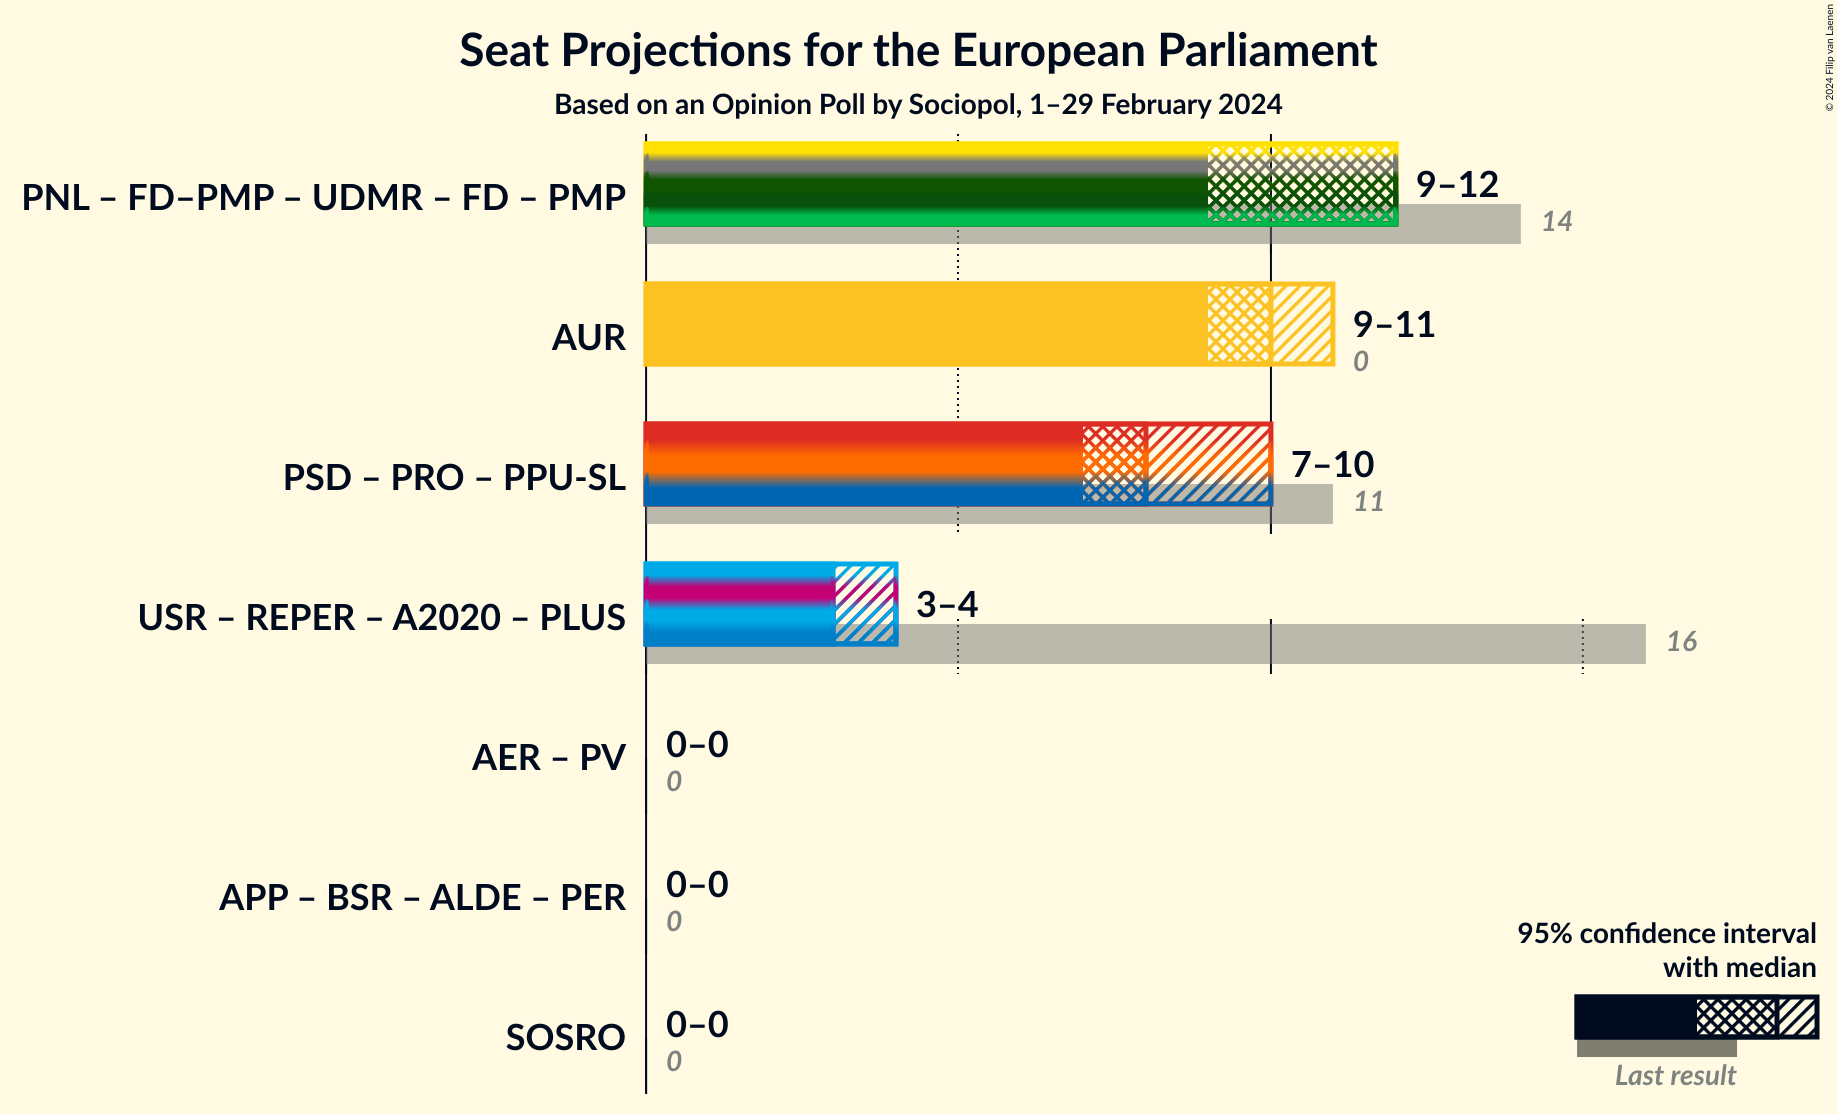 Seat Projections for the European Parliament
Based on an Opinion Poll by Sociopol, 1–29 February 2024
© 2024 Filip van Laenen
PNL – FD–PMP – UDMR – FD – PMP
9–12
14
AUR
9–11
0
PSD – PRO – PPU-SL
7–10
11
USR – REPER – A2020 – PLUS
3–4
16
AER – PV
0–0
0
APP – BSR – ALDE – PER
0–0
0
SOSRO
0–0
0
95% confidence interval
with median
Last result